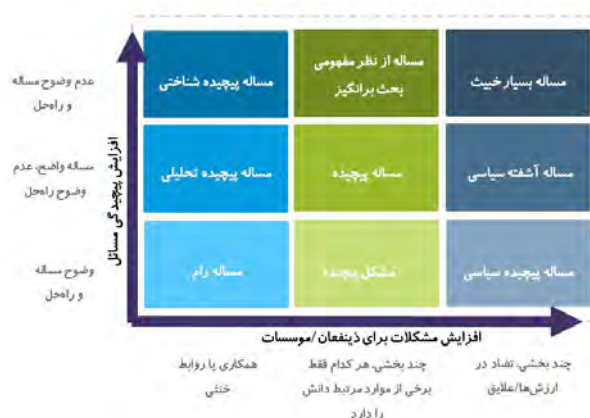 عدم وضوح مساله
و راه‌حل
مساله پیچیده شناختی
مساله از نظر مفهومی
بحث برانگیز
مساله بسیار خبیث
مساله واضح، عدم
وضوح راه‌حل
مساله پیچیده تحلیلی
مساله پیچیده
مساله آشفته سیاسی
وضوح مساله
و راه‌حل
مساله رام
مشکل پیچیده
مساله پیچیده سیاسی
افزایش پیچیدگی مسائل
افزایش مشکلات برای ذینفعان/موسسات
همکاری یا روابط
خنثی
چند بخشی، هر کدام فقط
برخی از موارد مرتبط دانش
را دارد
چند بخشی، تضاد در
ارزش‌ها/علایق